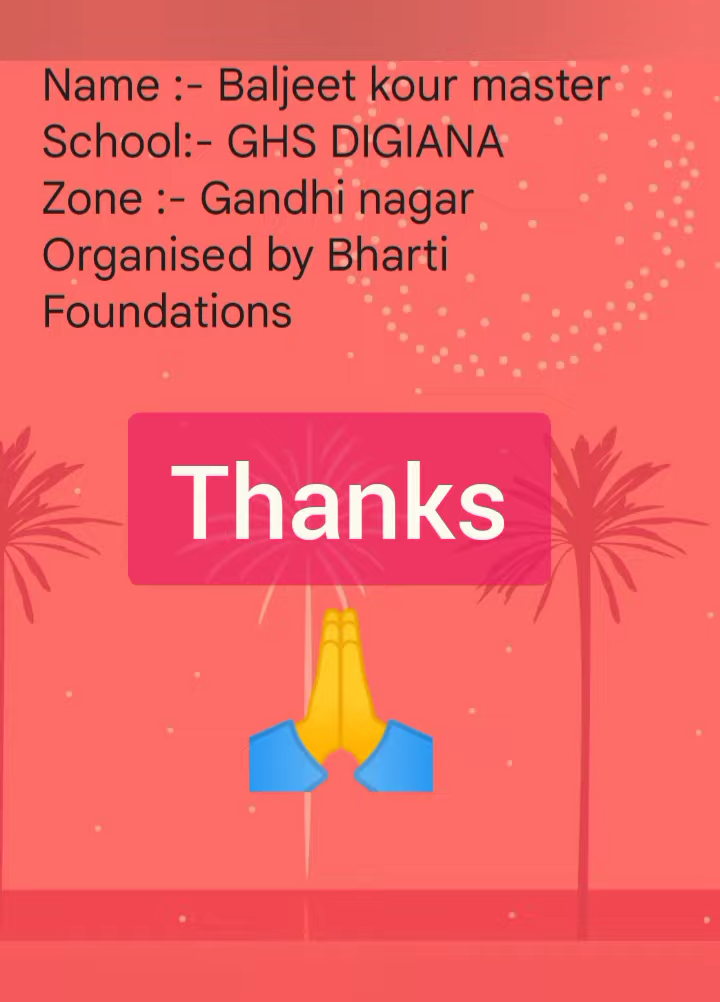 Name :- Baljeet kour master
School:- GHS DIGIANA
Zone :- Gandhi nagar
Organised by Bharti
Foundations
Thanks